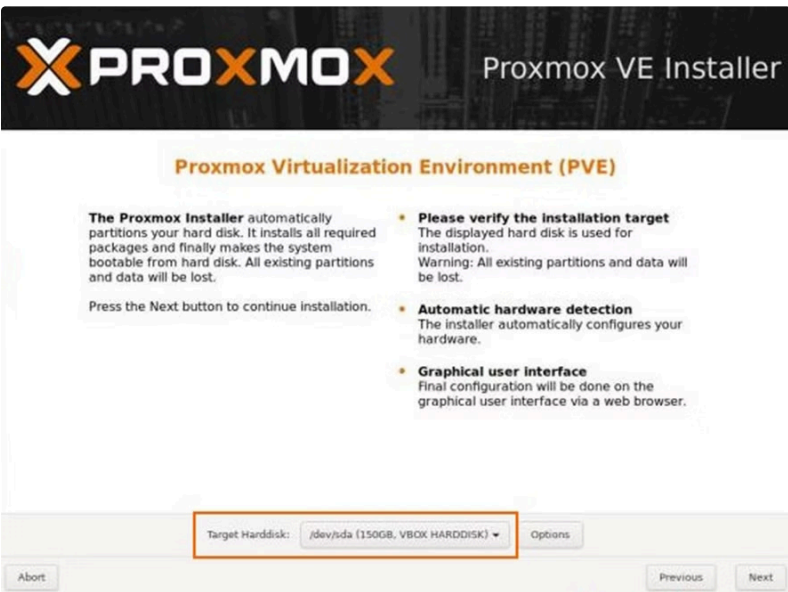 PROXMOX
Proxmox VE Installer
Proxmox Virtualization Environment (PVE)
The Proxmox Installer automatically
partitions your hard disk. It installs all required
packages and finally makes the system
bootable from hard disk. All existing partitions
and data will be lost.
Press the Next button to continue installation.
• Please verify the installation target
The displayed hard disk is used for
installation.
Warning: All existing partitions and data will
be lost.
• Automatic hardware detection
The installer automatically configures your
hardware.
• Graphical user interface
Final configuration will be done on the
graphical user interface via a web browser.
Target Harddisk: /dev/sda (150GB, VBOX HARDDISK) Options
Abort Previous Next